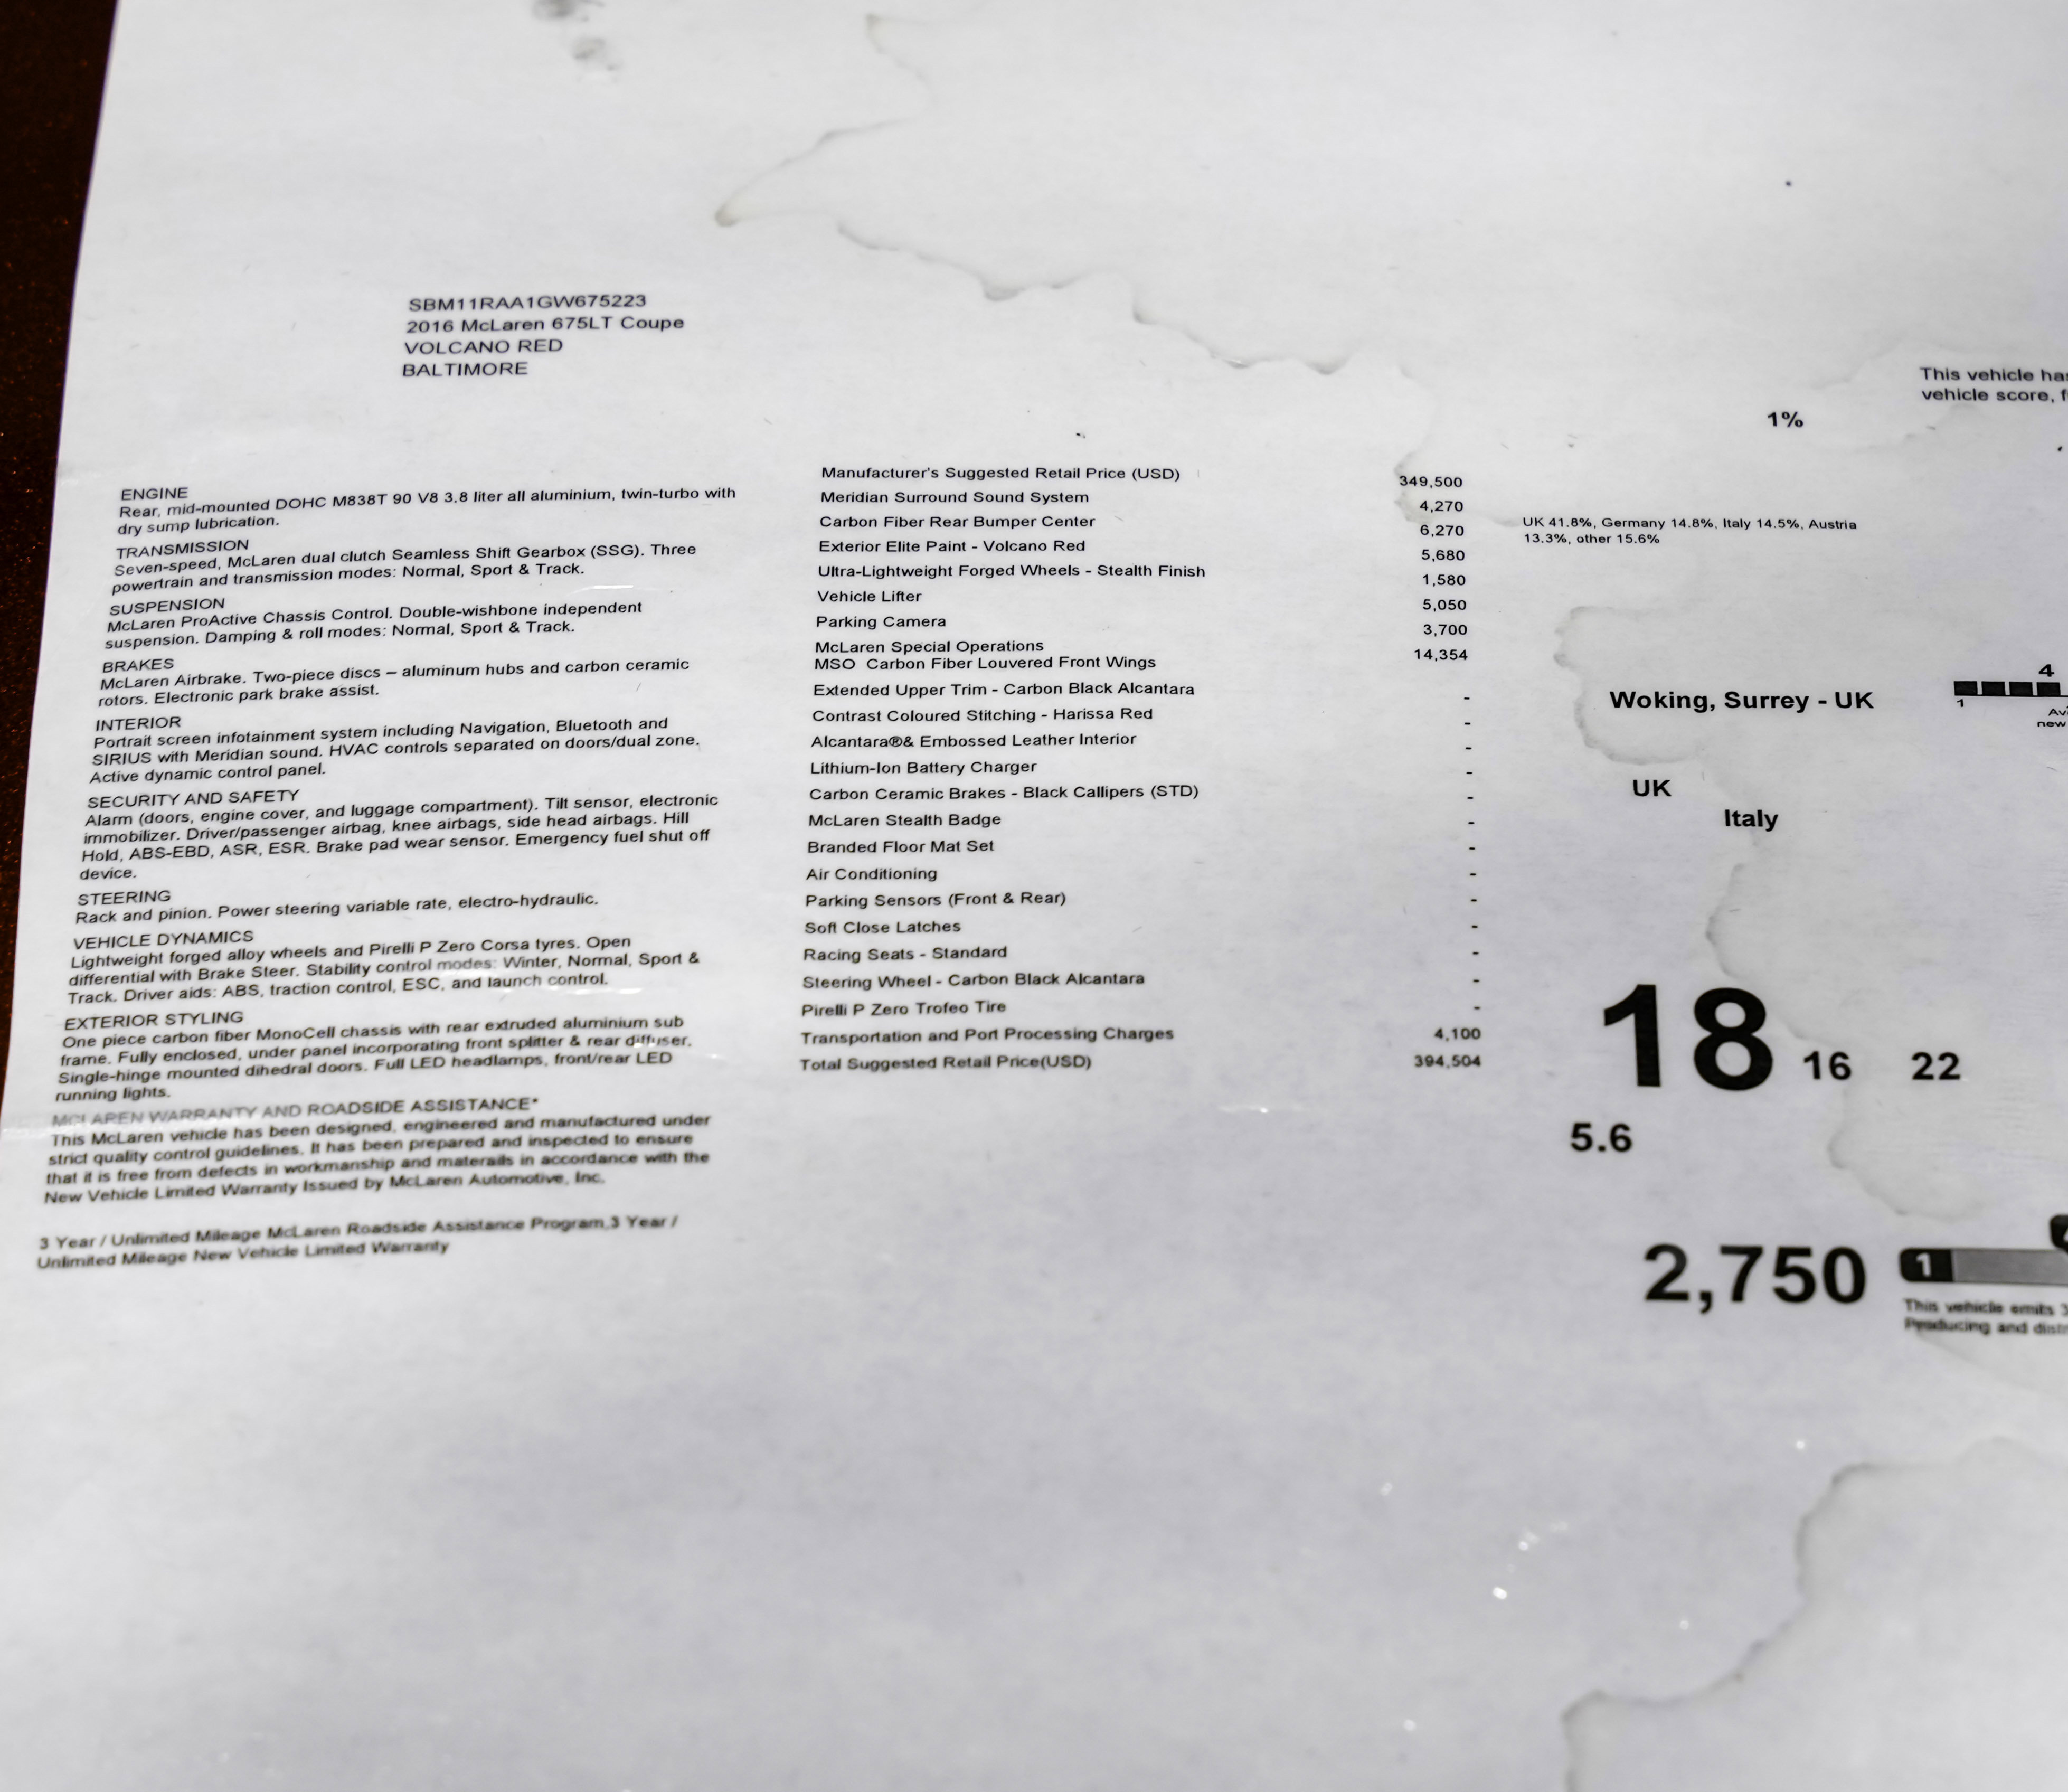 SBM11RAA1GW675223
2016 McLaren 675LT Coupe
VOLCANO RED
BALTIMORE
ENGINE
Rear, mid-mounted DOHC M838T 90 V8 3.8 liter all aluminium, twin-turbo with
dry sump lubrication.
TRANSMISSION
Seven-speed, McLaren dual clutch Seamless Shift Gearbox (SSG). Three
powertrain and transmission modes: Normal, Sport & Track.
SUSPENSION
McLaren ProActive Chassis Control. Double-wishbone independent
suspension. Damping & roll modes: Normal, Sport & Track.
BRAKES
McLaren Airbrake. Two-piece discs – aluminum hubs and carbon ceramic
rotors. Electronic park brake assist.
INTERIOR
Portrait screen infotainment system including Navigation, Bluetooth and
SIRIUS with Meridian sound. HVAC controls separated on doors/dual zone.
Active dynamic control panel.
SECURITY AND SAFETY
Alarm (doors, engine cover, and luggage compartment). Tilt sensor, electronic
immobilizer. Driver/passenger airbag, knee airbags, side head airbags. Hill
Hold, ABS-EBD, ASR, ESR. Brake pad wear sensor. Emergency fuel shut off
device.
STEERING
Rack and pinion. Power steering variable rate, electro-hydraulic.
VEHICLE DYNAMICS
Lightweight forged alloy wheels and Pirelli P Zero Corsa tyres. Open
differential with Brake Steer. Stability control modes: Winter, Normal, Sport &
Track. Driver aids: ABS, traction control, ESC, and launch control.
EXTERIOR STYLING
One piece carbon fiber MonoCell chassis with rear extruded aluminium sub
frame. Fully enclosed, under panel incorporating front splitter & rear diffuser.
Single-hinge mounted dihedral doors. Full LED headlamps, front/rear LED
running lights.
MCLAREN WARRANTY AND ROADSIDE ASSISTANCE*
This McLaren vehicle has been designed, engineered and manufactured under
strict quality control guidelines. It has been prepared and inspected to ensure
that it is free from defects in workmanship and materails in accordance with the
New Vehicle Limited Warranty Issued by McLaren Automotive, Inc.
3 Year / Unlimited Mileage McLaren Roadside Assistance Program,3 Year /
Unlimited Mileage New Vehicle Limited Warranty
Manufacturer's Suggested Retail Price (USD) 349,500
Meridian Surround Sound System 4,270
Carbon Fiber Rear Bumper Center 6,270
Exterior Elite Paint - Volcano Red 5,680
Ultra-Lightweight Forged Wheels - Stealth Finish 1,580
Vehicle Lifter 5,050
Parking Camera 3,700
McLaren Special Operations 14,354
MSO Carbon Fiber Louvered Front Wings
Extended Upper Trim - Carbon Black Alcantara -
Contrast Coloured Stitching - Harissa Red -
Alcantara®& Embossed Leather Interior -
Lithium-Ion Battery Charger -
Carbon Ceramic Brakes - Black Callipers (STD) -
McLaren Stealth Badge -
Branded Floor Mat Set -
Air Conditioning -
Parking Sensors (Front & Rear) -
Soft Close Latches -
Racing Seats - Standard -
Steering Wheel - Carbon Black Alcantara -
Pirelli P Zero Trofeo Tire -
Transportation and Port Processing Charges 4,100
Total Suggested Retail Price(USD) 394,504
1%
UK 41.8%, Germany 14.8%, Italy 14.5%, Austria
13.3%, other 15.6%
Woking, Surrey - UK
UK
Italy
18 16 22
5.6
2,750
This vehicle has
vehicle score, f
4
1
Av
new
1
This vehicle emits 3
Producing and dist